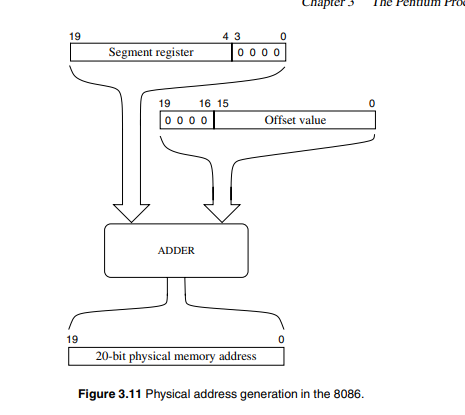 Chapter 3 The Pentium Proc
19 4 3 0
Segment register 0 0 0 0
19 16 15 0
0 0 0 0 Offset value
ADDER
19 0
20-bit physical memory address
Figure 3.11 Physical address generation in the 8086.